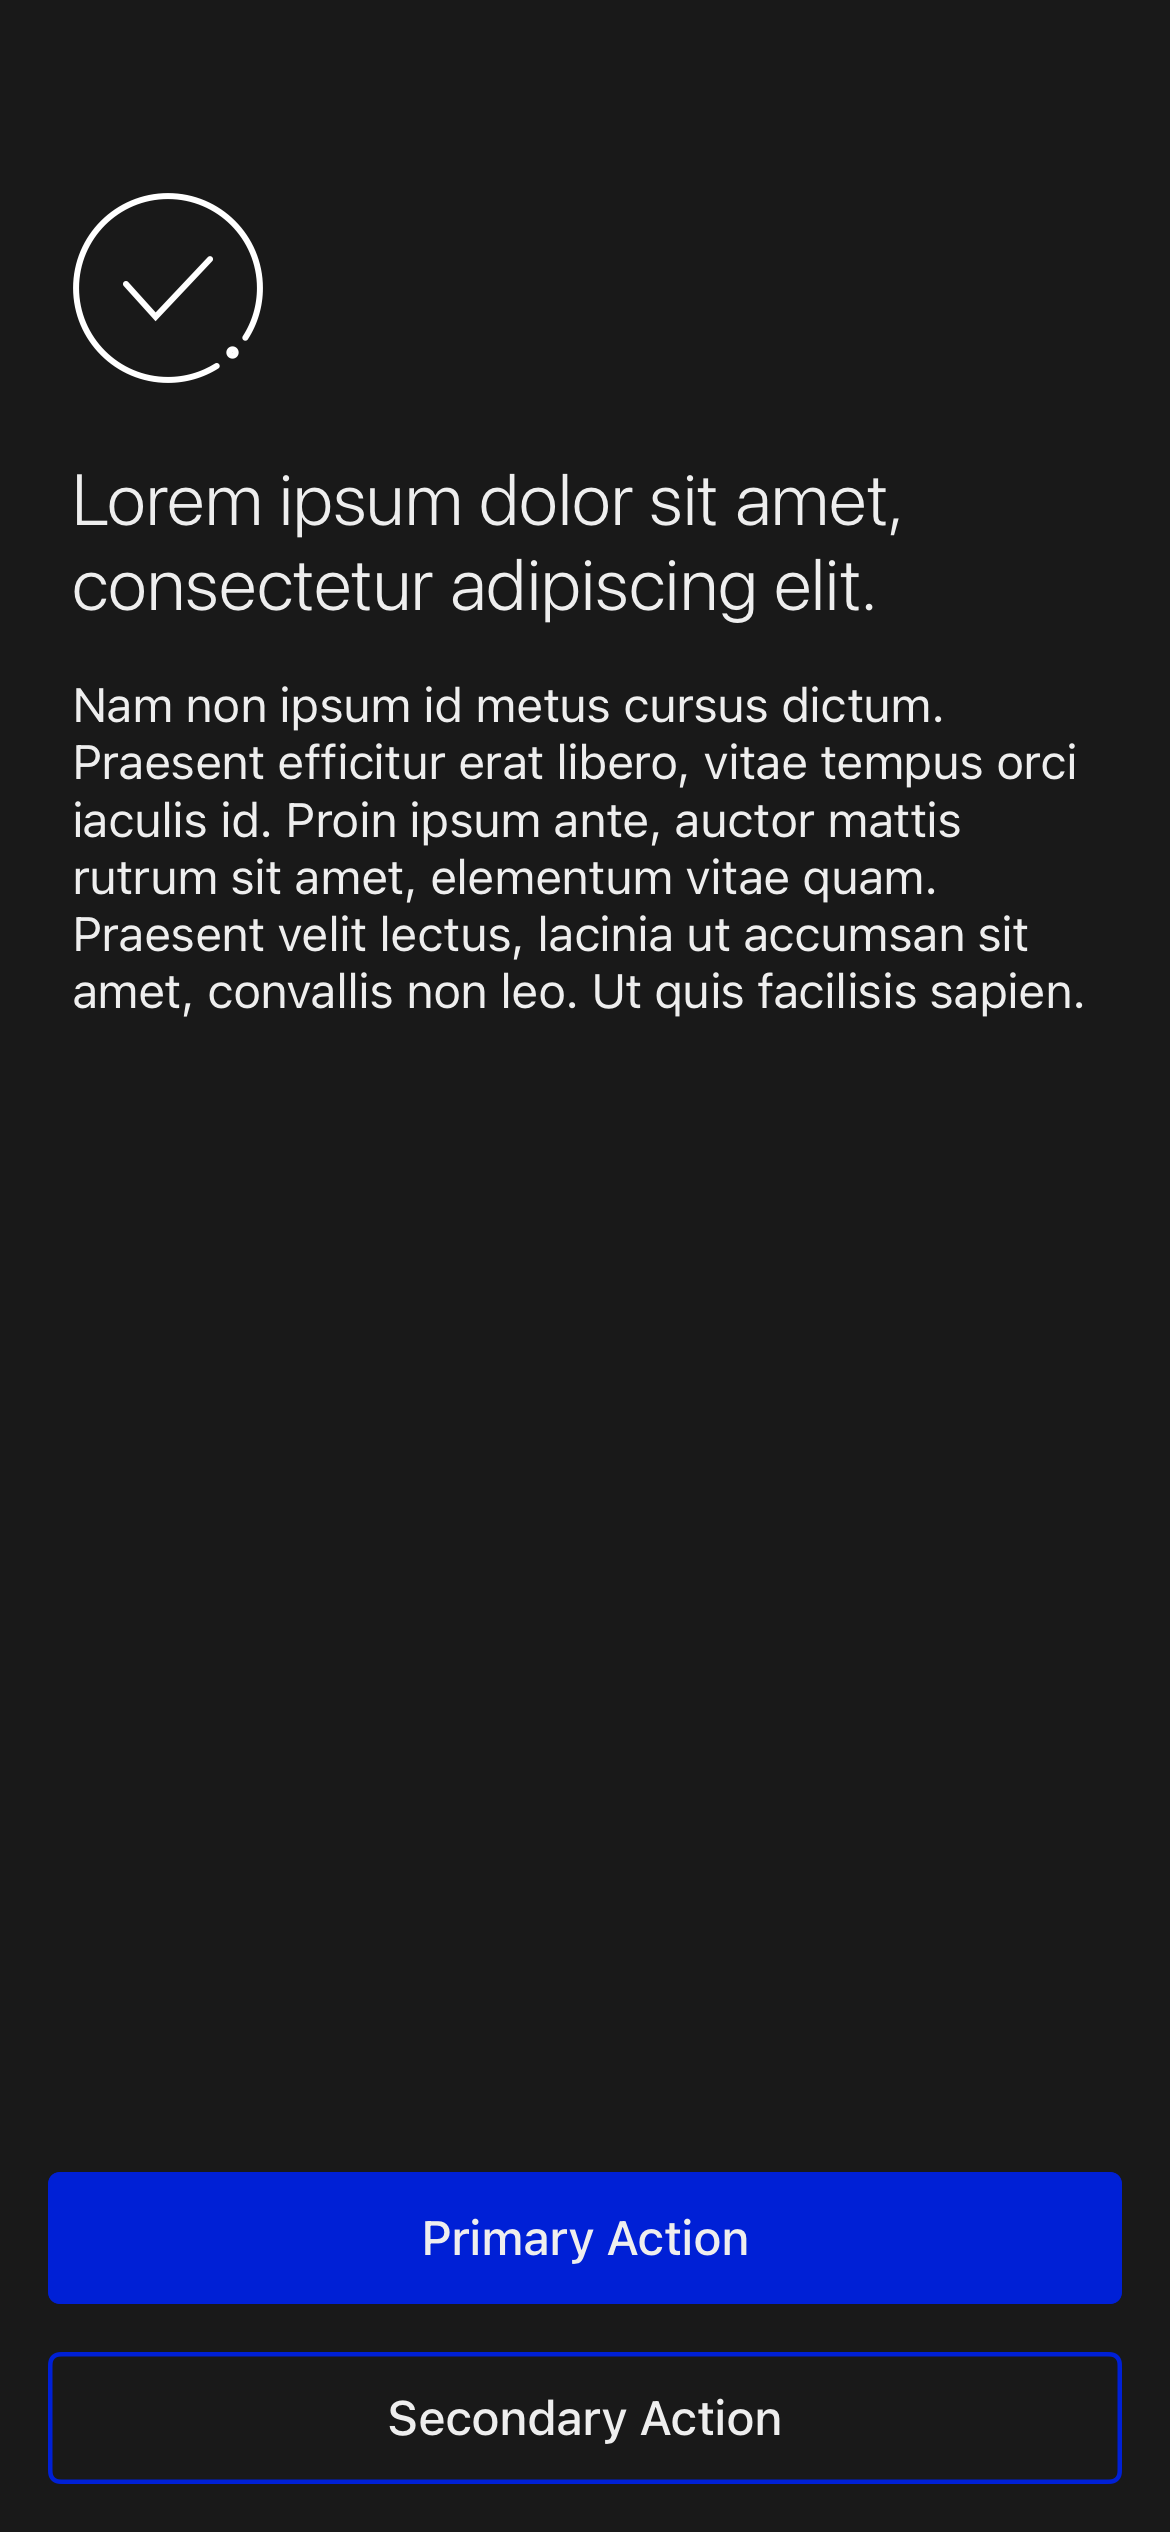 Lorem ipsum dolor sit amet,
consectetur adipiscing elit.
Nam non ipsum id metus cursus dictum.
Praesent efficitur erat libero, vitae tempus orci
iaculis id. Proin ipsum ante, auctor mattis
rutrum sit amet, elementum vitae quam.
Praesent velit lectus, lacinia ut accumsan sit
amet, convallis non leo. Ut quis facilisis sapien.
Primary Action
Secondary Action